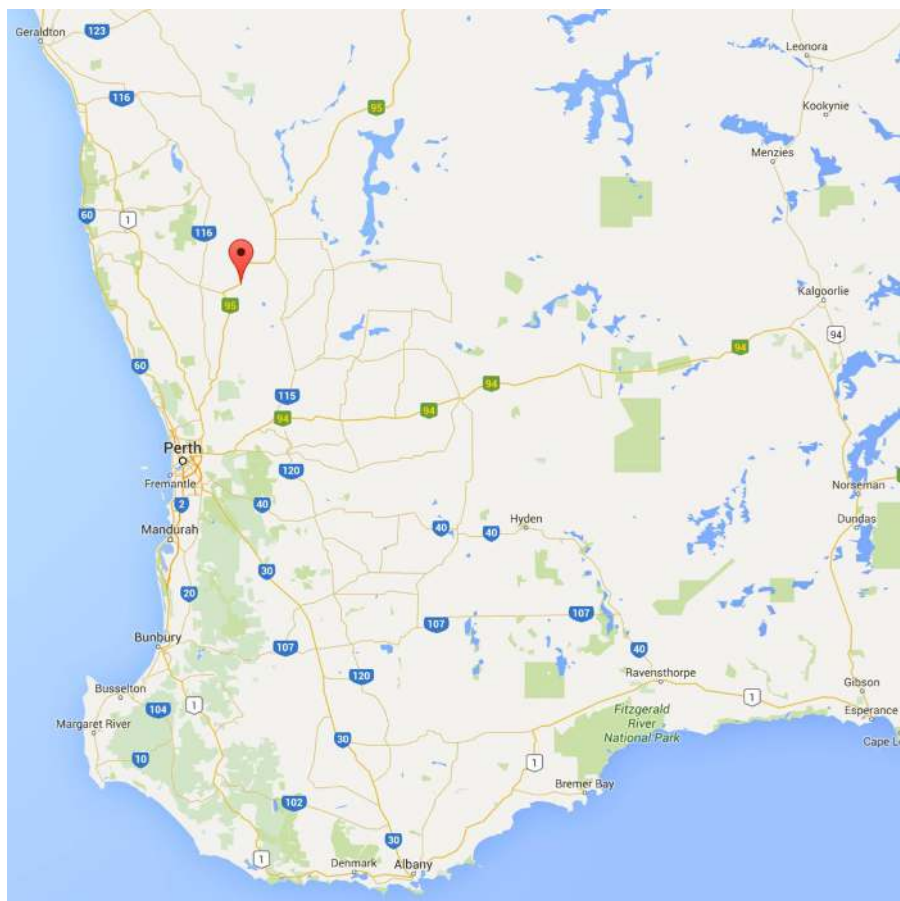 Geraldton
123
Leonora
116
95
Kookynie
Menzies
60
1
116
95
Kalgoorlie
94
94
60
115
94
94
94
Perth
Fremantle
120
2
40
Norseman
Mandurah
40
40
Hyden
Dundas
30
20
107
107
Bunbury
107
40
120
Ravensthorpe
Gibson
Busselton
104
1
1
Esperance
Margaret River
Fitzgerald
River
National Park
30
Cape L
10
1
Bremer Bay
102
30
1
Denmark
Albany